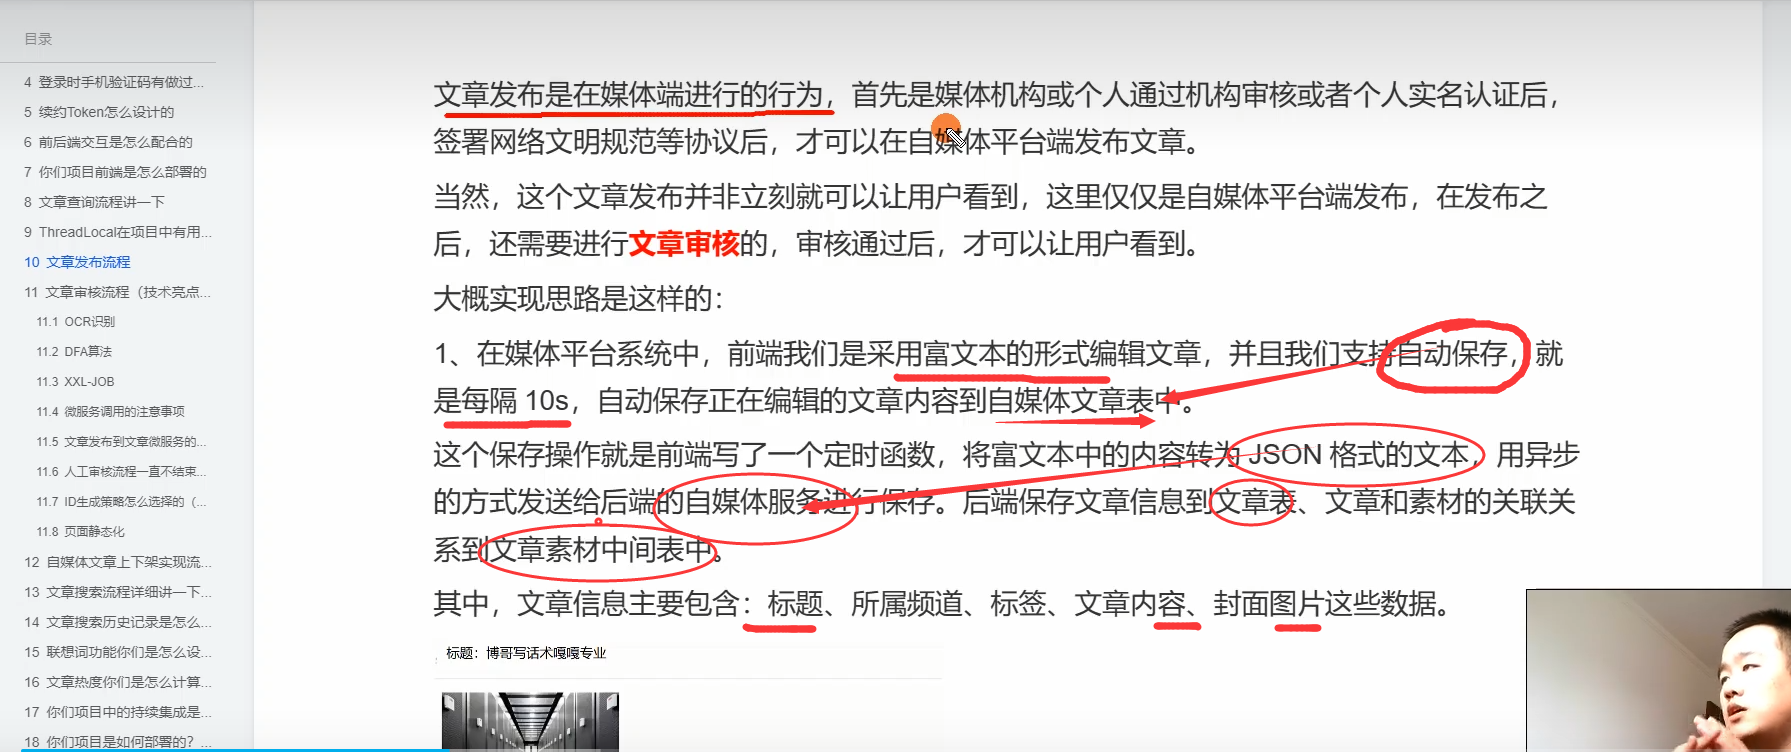 目录
4 登录时手机验证码有做过...
5 续约Token怎么设计的
6 前后端交互是怎么配合的
7 你们项目前端是怎么部署的
8 文章查询流程讲一下
9 ThreadLocal在项目中有用...
10 文章发布流程
11 文章审核流程（技术亮点...
11.1 OCR识别
11.2 DFA算法
11.3 XXL-JOB
11.4 微服务调用的注意事项
11.5 文章发布到文章微服务的...
11.6 人工审核流程一直不结束...
11.7 ID生成策略怎么选择的（...
11.8 页面静态化
12 自媒体文章上下架实现流...
13 文章搜索流程详细讲一下...
14 文章搜索历史记录是怎么...
15 联想词功能你们是怎么设...
16 文章热度你们是怎么计算...
17 你们项目中的持续集成是...
18 你们项目是如何部署的？...
文章发布是在媒体端进行的行为，首先是媒体机构或个人通过机构审核或者个人实名认证后，
签署网络文明规范等协议后，才可以在自媒体平台端发布文章。
当然，这个文章发布并非立刻就可以让用户看到，这里仅仅是自媒体平台端发布，在发布之
后，还需要进行文章审核的，审核通过后，才可以让用户看到。
大概实现思路是这样的：
1、在媒体平台系统中，前端我们是采用富文本的形式编辑文章，并且我们支持自动保存，就
是每隔 10s，自动保存正在编辑的文章内容到自媒体文章表中。
这个保存操作就是前端写了一个定时函数，将富文本中的内容转为 JSON 格式的文本，用异步
的方式发送给后端的自媒体服务进行保存。后端保存文章信息到文章表、文章和素材的关联关
系到文章素材中间表中。
其中，文章信息主要包含：标题、所属频道、标签、文章内容、封面图片这些数据。
标题：博哥写话术嘎嘎专业